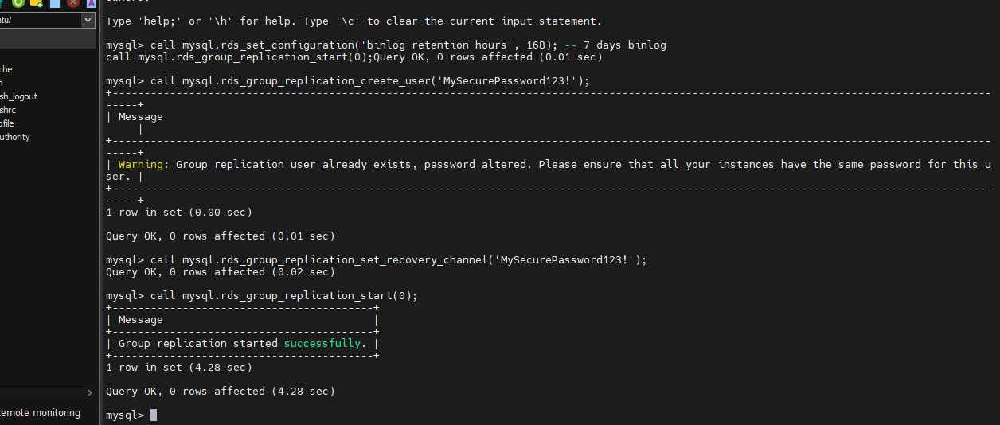 ntu/
che
n
sh_logout
shrc
ofile
uthority
emote monitoring
Type 'help;' or '\h' for help. Type '\c' to clear the current input statement.
mysql> call mysql.rds_set_configuration('binlog retention hours', 168); -- 7 days binlog
call mysql.rds_group_replication_start(0);Query OK, 0 rows affected (0.01 sec)
mysql> call mysql.rds_group_replication_create_user('MySecurePassword123!');
+-------------------------------------------------------------------------------------------------------------------------------------------
-----+
| Message
     |
+-------------------------------------------------------------------------------------------------------------------------------------------
-----+
| Warning: Group replication user already exists, password altered. Please ensure that all your instances have the same password for this u
ser. |
+-------------------------------------------------------------------------------------------------------------------------------------------
-----+
1 row in set (0.00 sec)
Query OK, 0 rows affected (0.01 sec)
mysql> call mysql.rds_group_replication_set_recovery_channel('MySecurePassword123!');
Query OK, 0 rows affected (0.02 sec)
mysql> call mysql.rds_group_replication_start(0);
+-----------------------------------------+
| Message                                 |
+-----------------------------------------+
| Group replication started successfully. |
+-----------------------------------------+
1 row in set (4.28 sec)
Query OK, 0 rows affected (4.28 sec)
mysql>